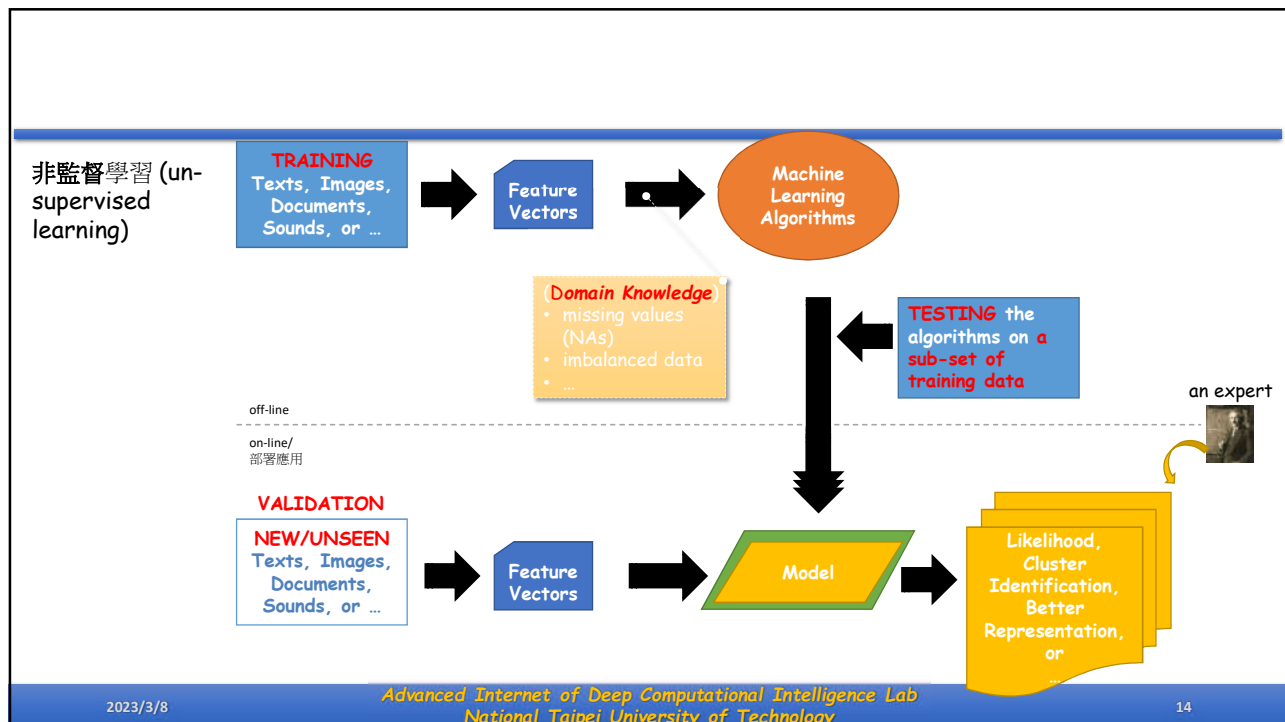 非監督學習 (un-
supervised
learning)
TRAINING
Texts, Images,
Documents,
Sounds, or …
Feature
Vectors
Machine
Learning
Algorithms
(Domain Knowledge)
• missing values
(NAs)
• imbalanced data
• …
TESTING the
algorithms on a
sub-set of
training data
an expert
off-line
on-line/
部署應用
VALIDATION
NEW/UNSEEN
Texts, Images,
Documents,
Sounds, or …
Feature
Vectors
Model
Likelihood,
Cluster
Identification,
Better
Representation,
or
…
2023/3/8
Advanced Internet of Deep Computational Intelligence Lab
National Taipei University of Technology
14